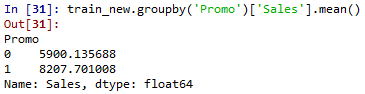 In [31]: train_new.groupby('Promo')['Sales'].mean()
Out[31]:
Promo
0    5900.135688
1    8207.701008
Name: Sales, dtype: float64